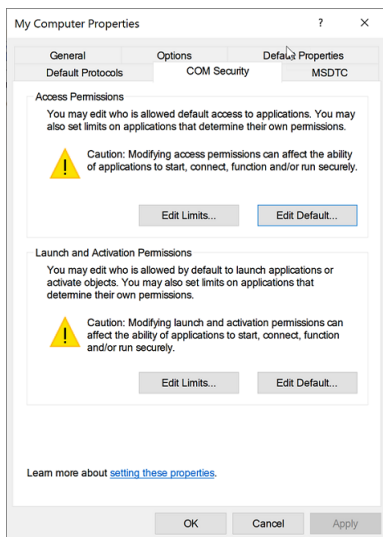 My Computer Properties ? ×
General Options Default Properties
Default Protocols COM Security MSDTC
Access Permissions
You may edit who is allowed default access to applications. You may
also set limits on applications that determine their own permissions.
Caution: Modifying access permissions can affect the ability
of applications to start, connect, function and/or run securely.
Edit Limits... Edit Default...
Launch and Activation Permissions
You may edit who is allowed by default to launch applications or
activate objects. You may also set limits on applications that
determine their own permissions.
Caution: Modifying launch and activation permissions can
affect the ability of applications to start, connect, function
and/or run securely.
Edit Limits... Edit Default...
Learn more about setting these properties.
OK Cancel Apply